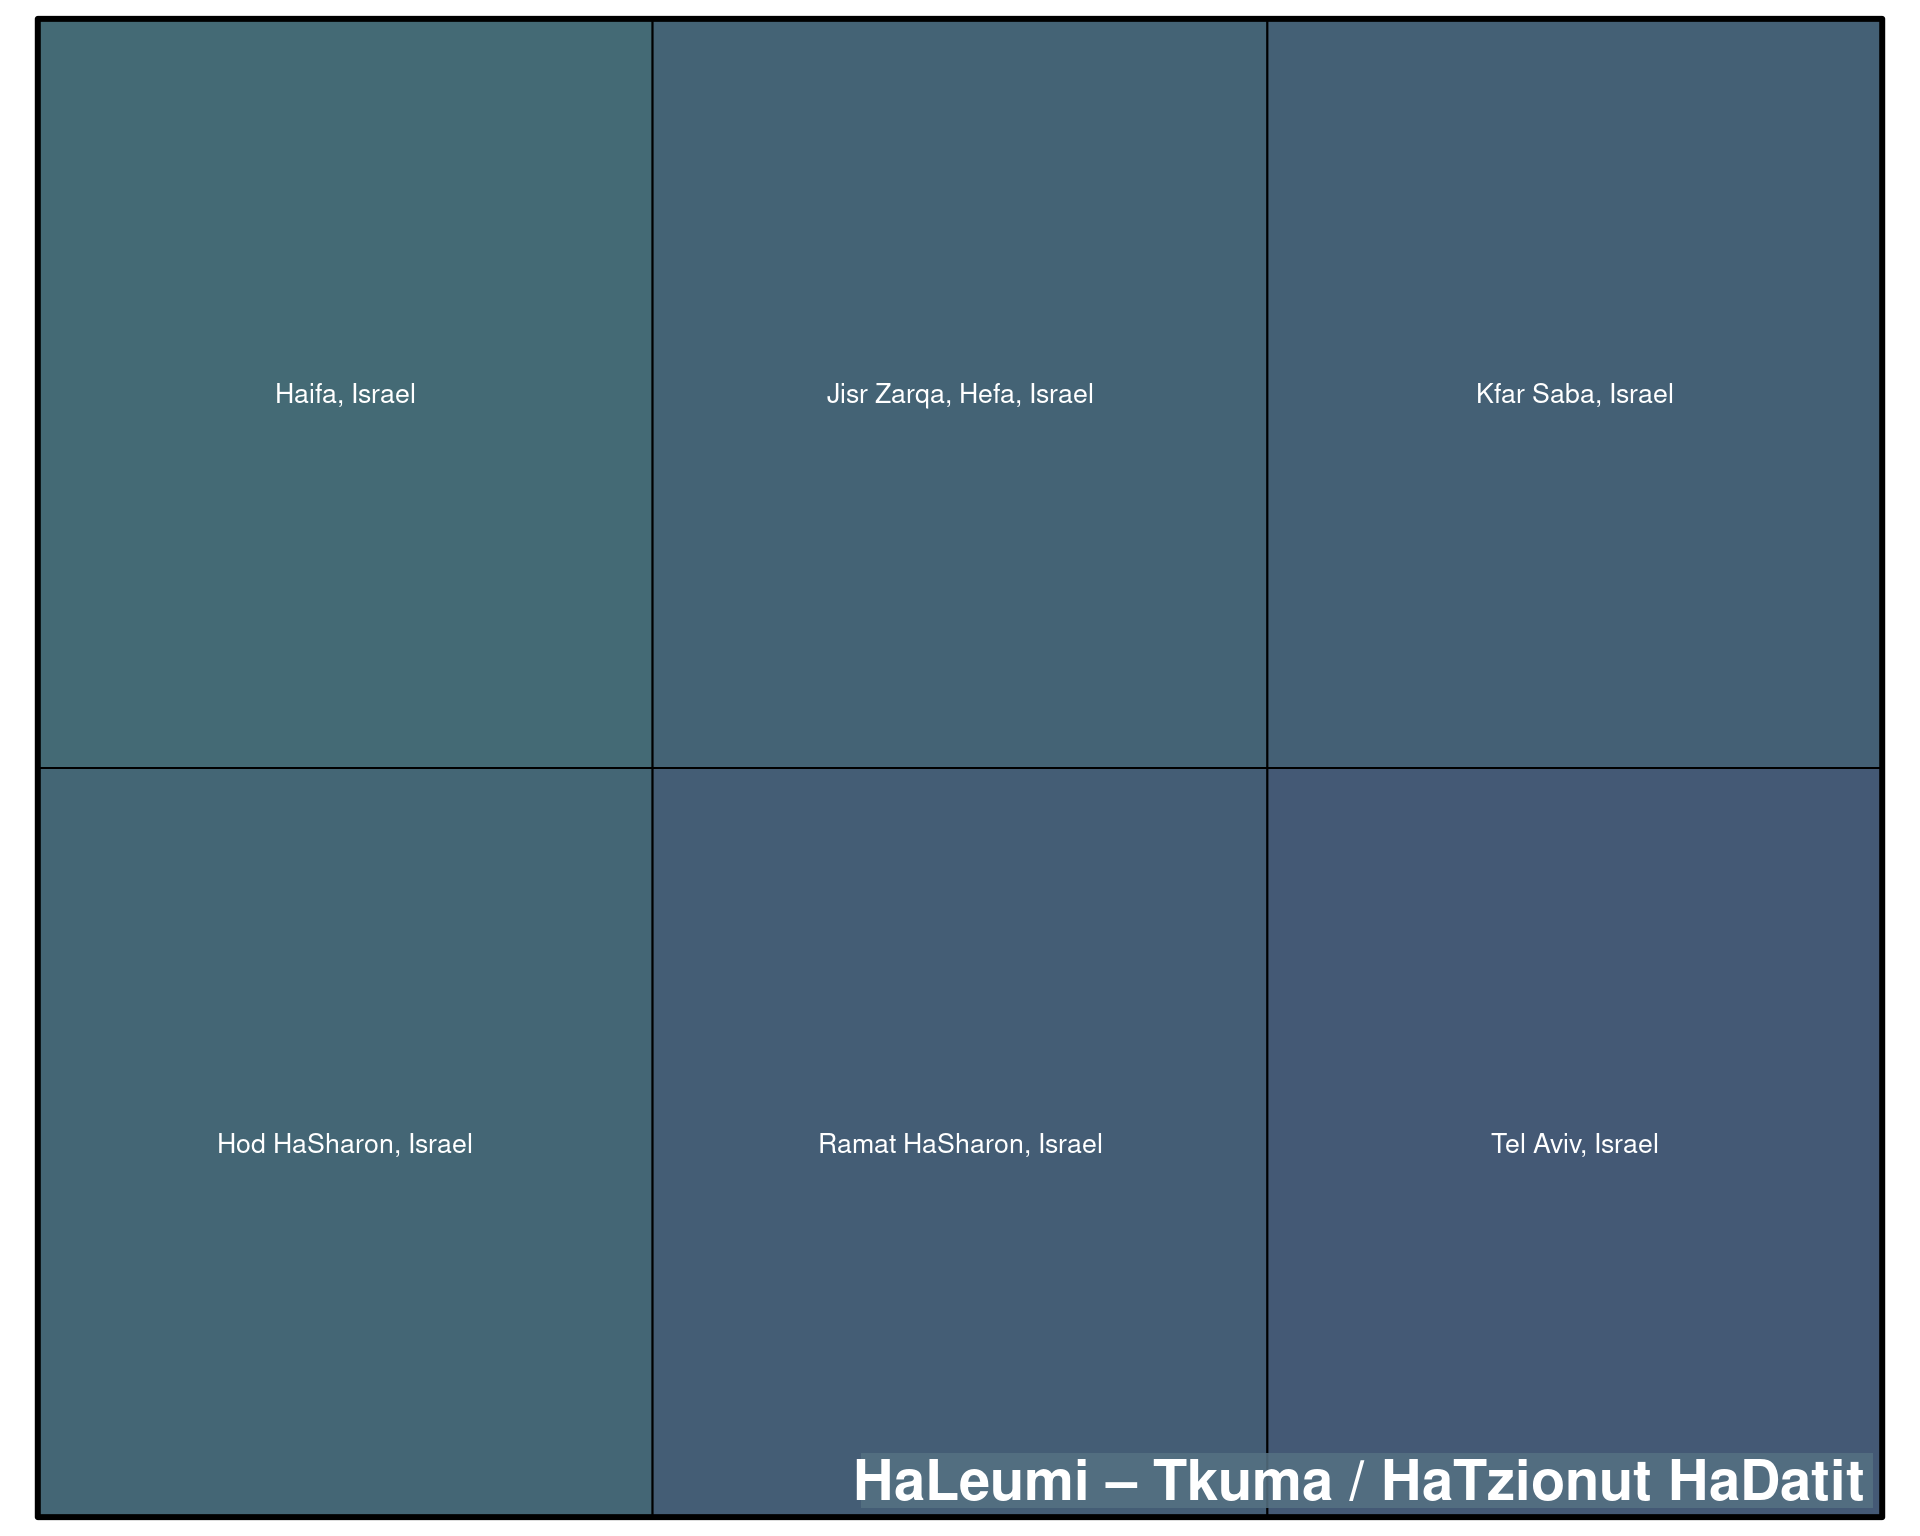 Haifa, Israel
Jisr Zarqa, Hefa, Israel
Kfar Saba, Israel
Hod HaSharon, Israel
Ramat HaSharon, Israel
Tel Aviv, Israel
HaLeumi – Tkuma / HaTzionut HaDatit